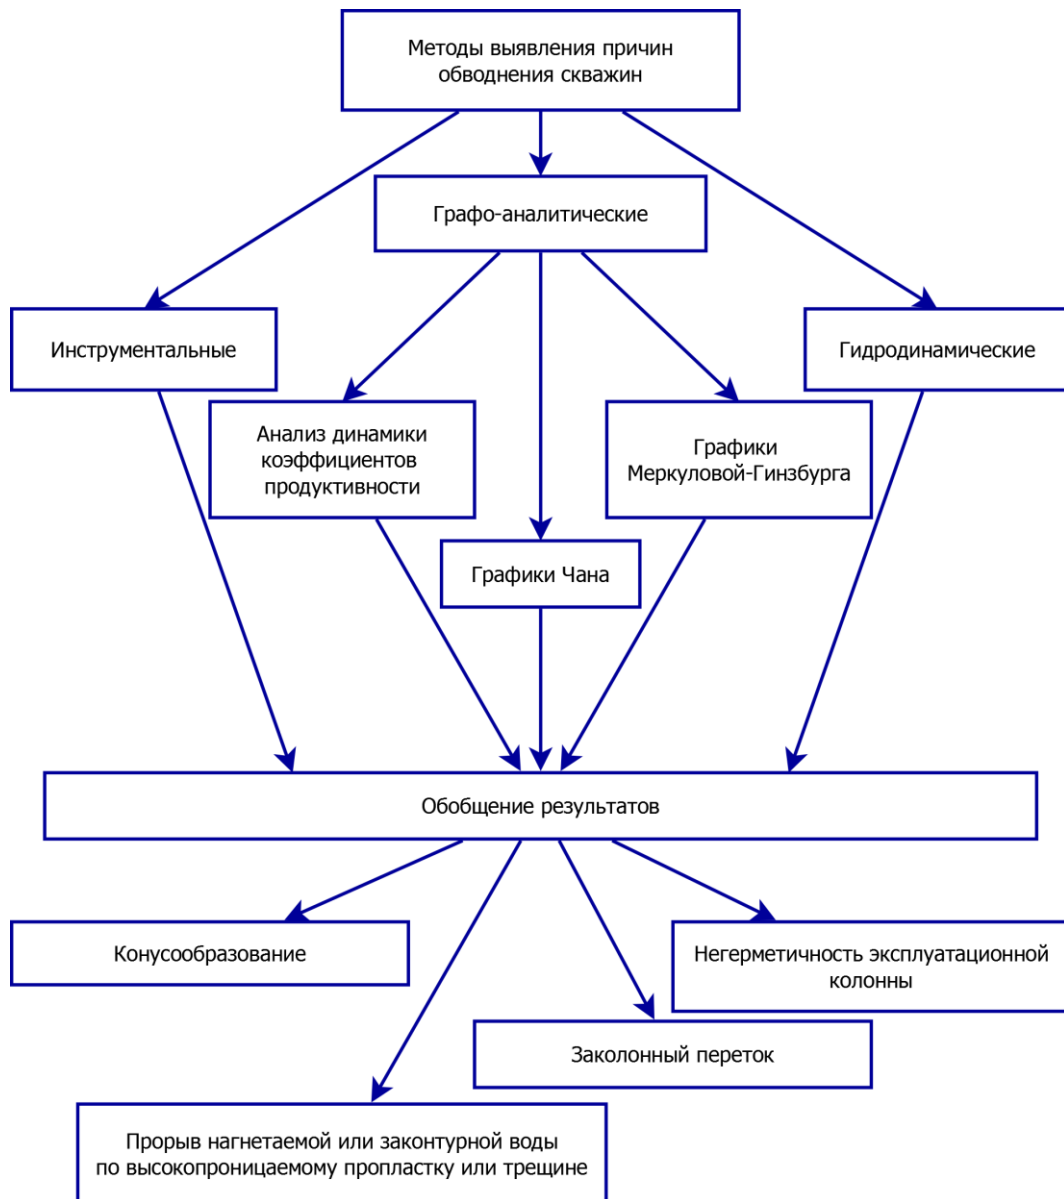 Методы выявления причин
обводнения скважин
Графо-аналитические
Инструментальные
Гидродинамические
Анализ динамики
коэффициентов
продуктивности
Графики
Меркуловой-Гинзбурга
Графики Чана
Обобщение результатов
Конусообразование
Негерметичность эксплуатационной
колонны
Заколонный переток
Прорыв нагнетаемой или законтурной воды
по высокопроницаемому пропластку или трещине